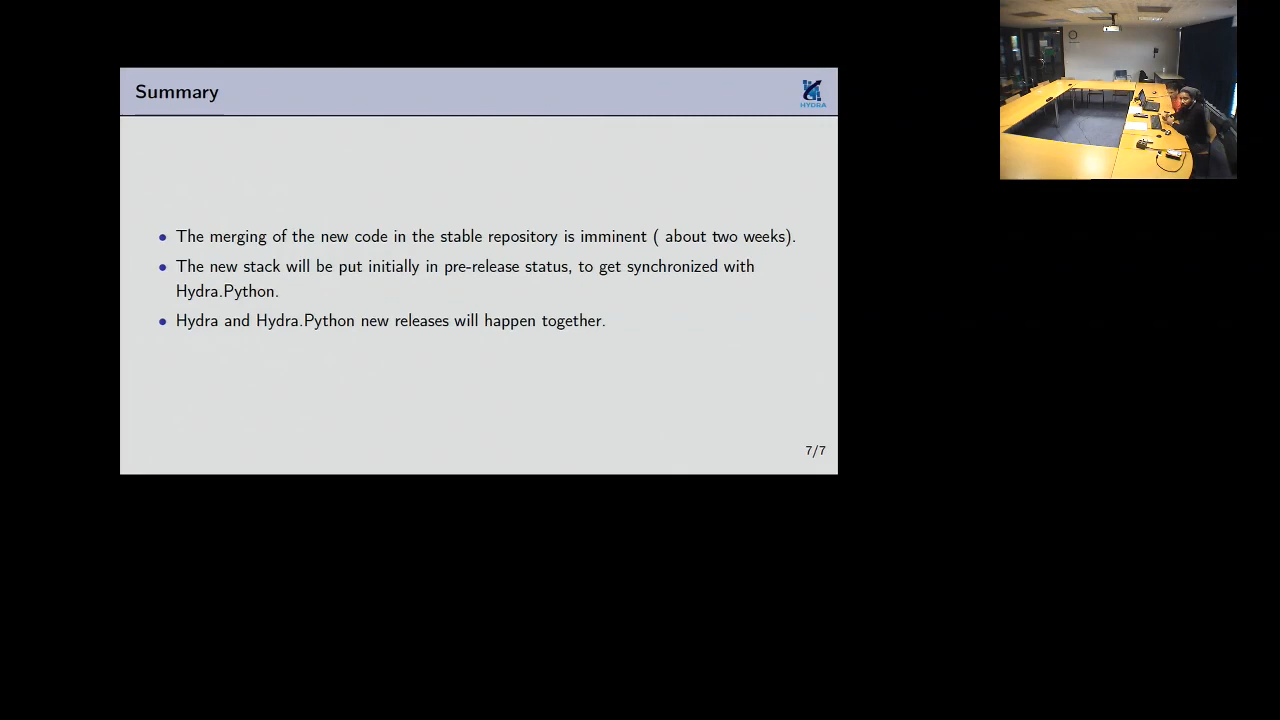 Summary
HYDRA
• The merging of the new code in the stable repository is imminent ( about two weeks).
• The new stack will be put initially in pre-release status, to get synchronized with
Hydra.Python.
• Hydra and Hydra.Python new releases will happen together.
7/7